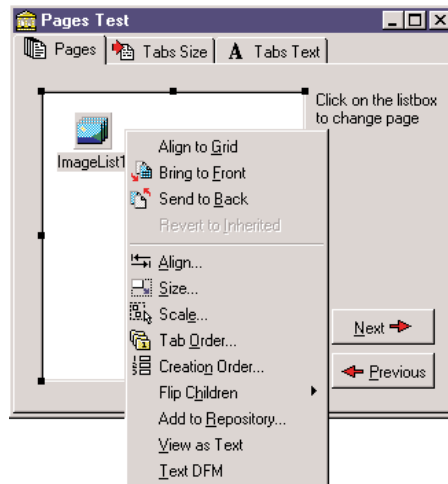 Pages Test
Pages Tabs Size A Tabs Text
Click on the listbox
to change page
ImageList1
Align to Grid
Bring to Front
Send to Back
Revert to Inherited
Align...
Size...
Scale...
Tab Order...
Creation Order...
Flip Children
Add to Repository...
View as Text
Text DFM
Next
Previous